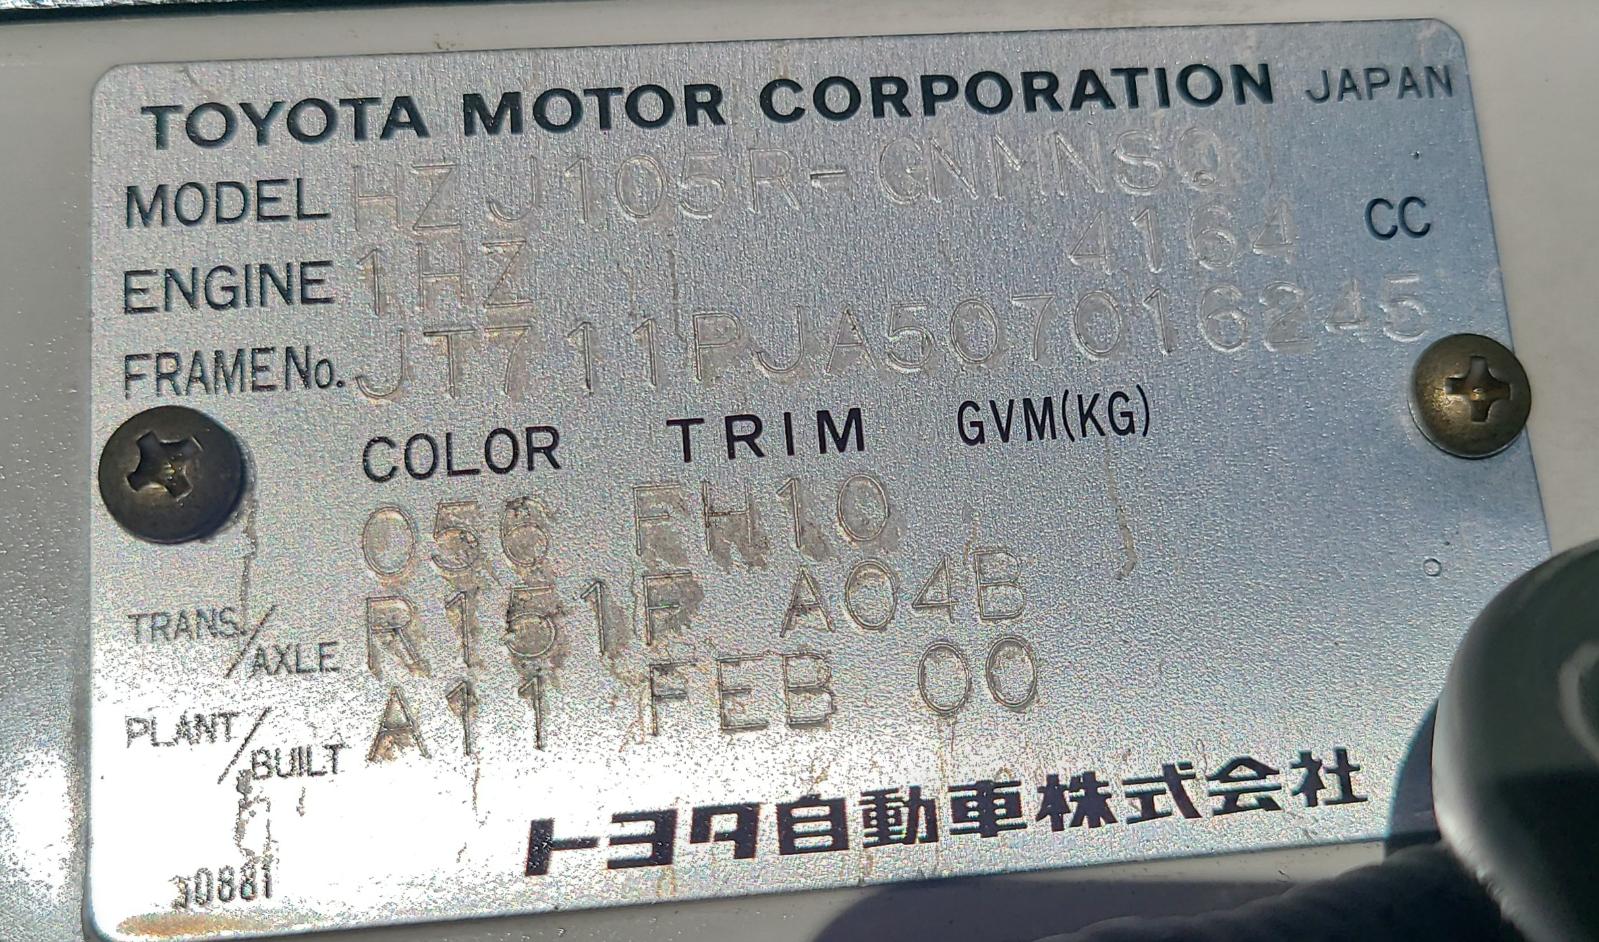 TOYOTA MOTOR CORPORATION JAPAN
MODEL HZJ105R-GNMNSQ
ENGINE 1HZ 4164 CC
FRAME No. JT711PJA507016245
COLOR TRIM GVM(KG)
056 FH10
TRANS/AXLE R151F A04B
PLANT/BUILT A11 FEB 00
トヨタ自動車株式会社
30881